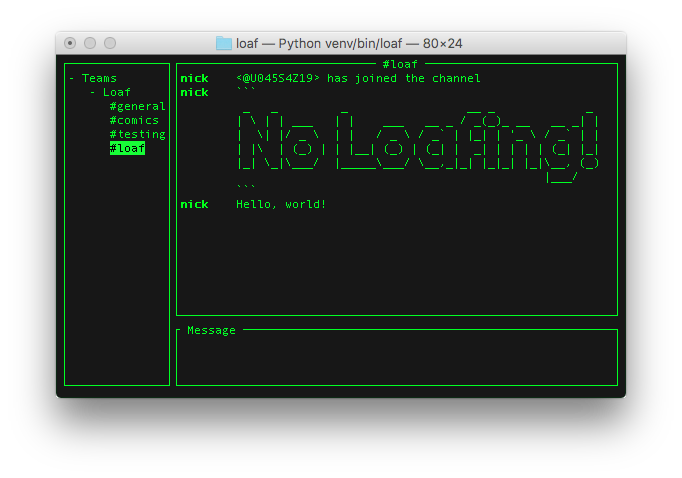 loaf — Python venv/bin/loaf — 80×24
- Teams
- Loaf
#general
#comics
#testing
#loaf
#loaf
nick <@U045S4Z19> has joined the channel
nick ```
No Loafing!
```
nick Hello, world!
Message